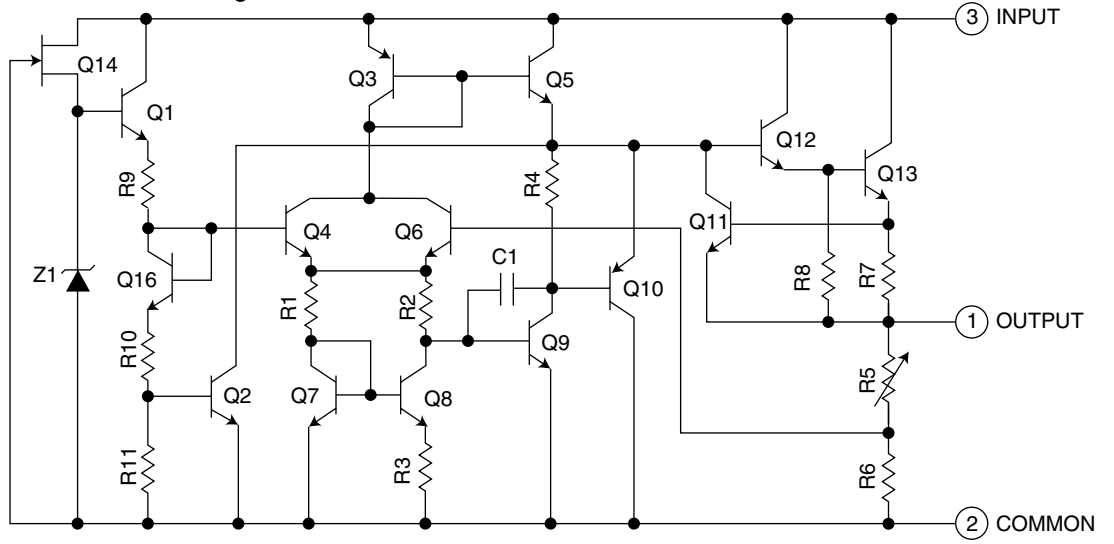 3 INPUT
Q14
Q3
Q5
Q1
Q12
R9
R4
Q13
Q4
Q6
Q11
Q16
C1
Z1
R1
R2
Q10
R8
R7
1 OUTPUT
R10
Q9
R5
Q2
Q7
Q8
R11
R3
R6
2 COMMON